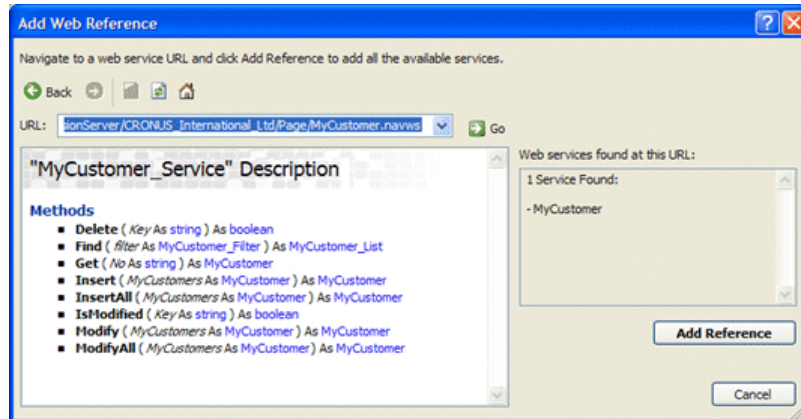 Add Web Reference
Navigate to a web service URL and click Add Reference to add all the available services.
Back
URL: sionServer/CRONUS_International_Ltd/Page/MyCustomer.navws Go
"MyCustomer_Service" Description
Methods
Delete ( Key As string ) As boolean
Find ( filter As MyCustomer_Filter ) As MyCustomer_List
Get ( No As string ) As MyCustomer
Insert ( MyCustomers As MyCustomer ) As MyCustomer
InsertAll ( MyCustomers As MyCustomer ) As MyCustomer
IsModified ( Key As string ) As boolean
Modify ( MyCustomers As MyCustomer ) As MyCustomer
ModifyAll ( MyCustomers As MyCustomer) As MyCustomer
Web services found at this URL:
1 Service Found:
- MyCustomer
Add Reference
Cancel